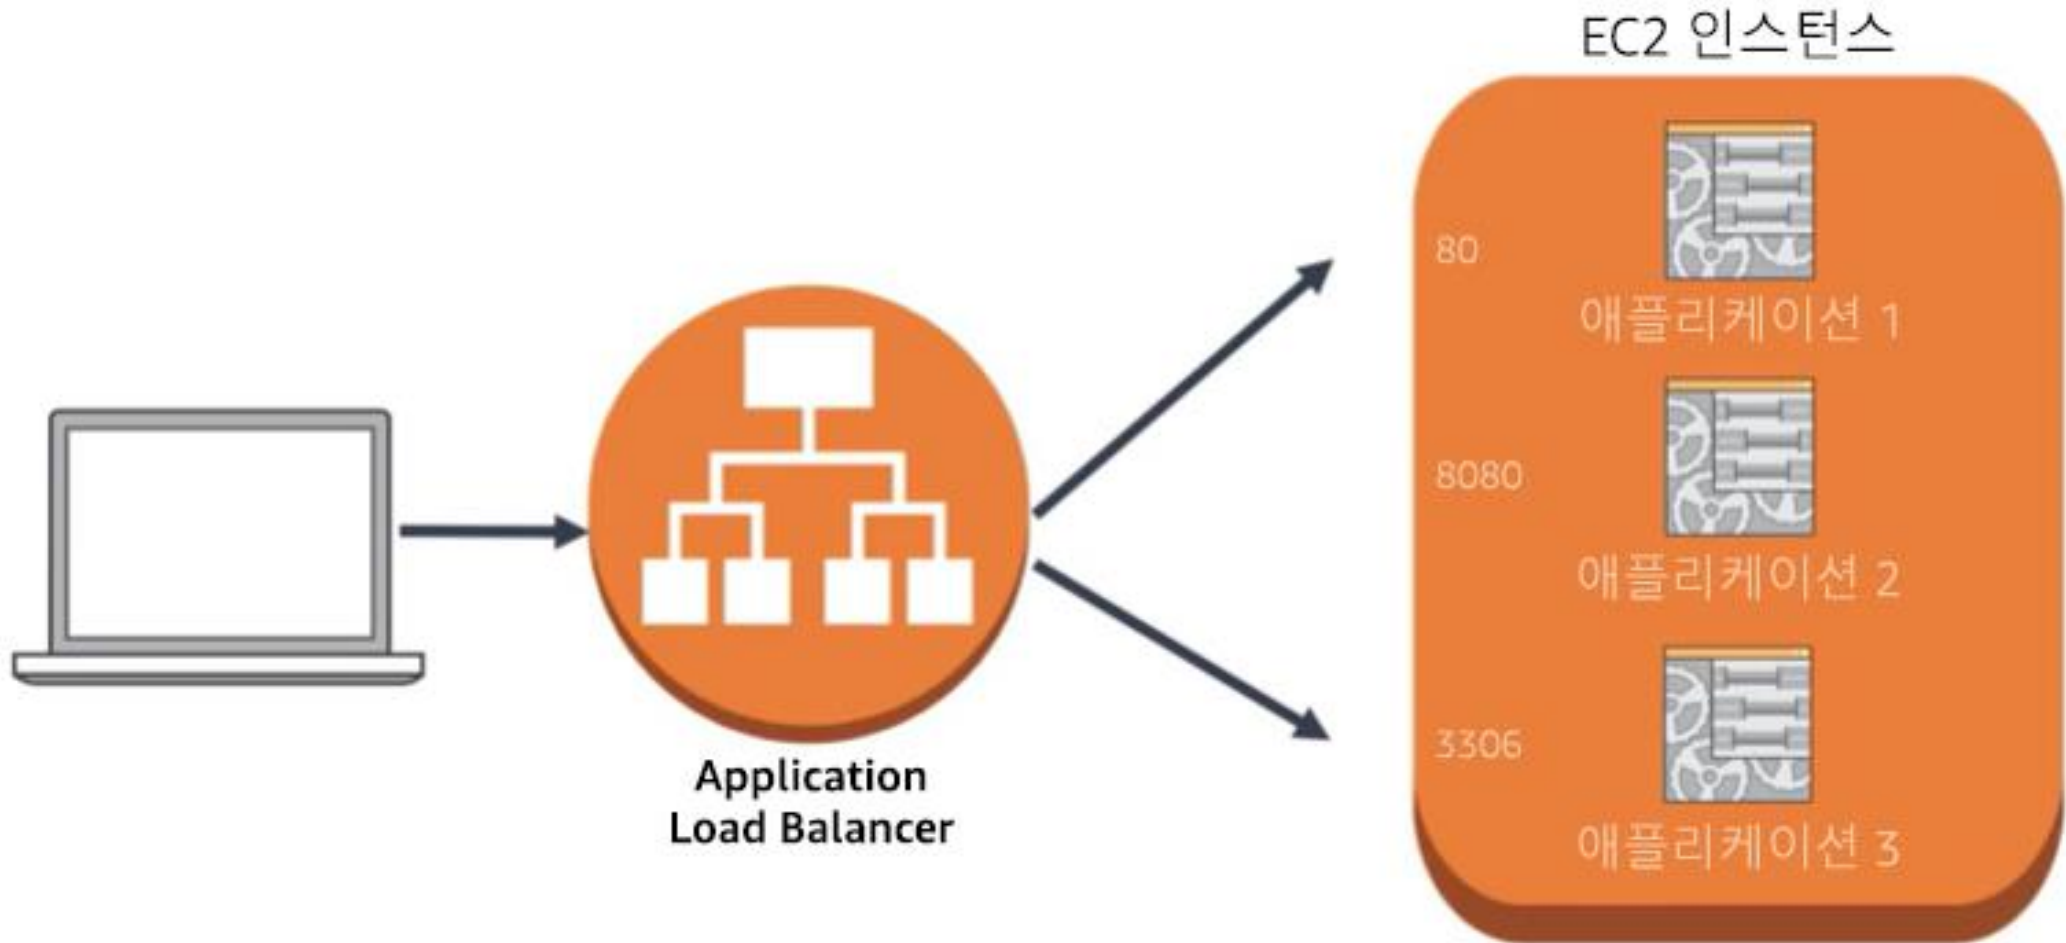 EC2 인스턴스
80
애플리케이션 1
8080
애플리케이션 2
3306
애플리케이션 3
Application
Load Balancer